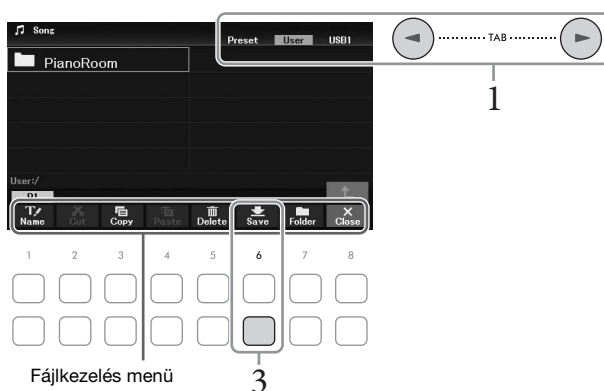 Song
Preset User USB1
TAB
1
PianoRoom
User:/
P1
Name Cut Copy Paste Delete Save Folder Close
1 2 3 4 5 6 7 8
Fájlkezelés menü
3